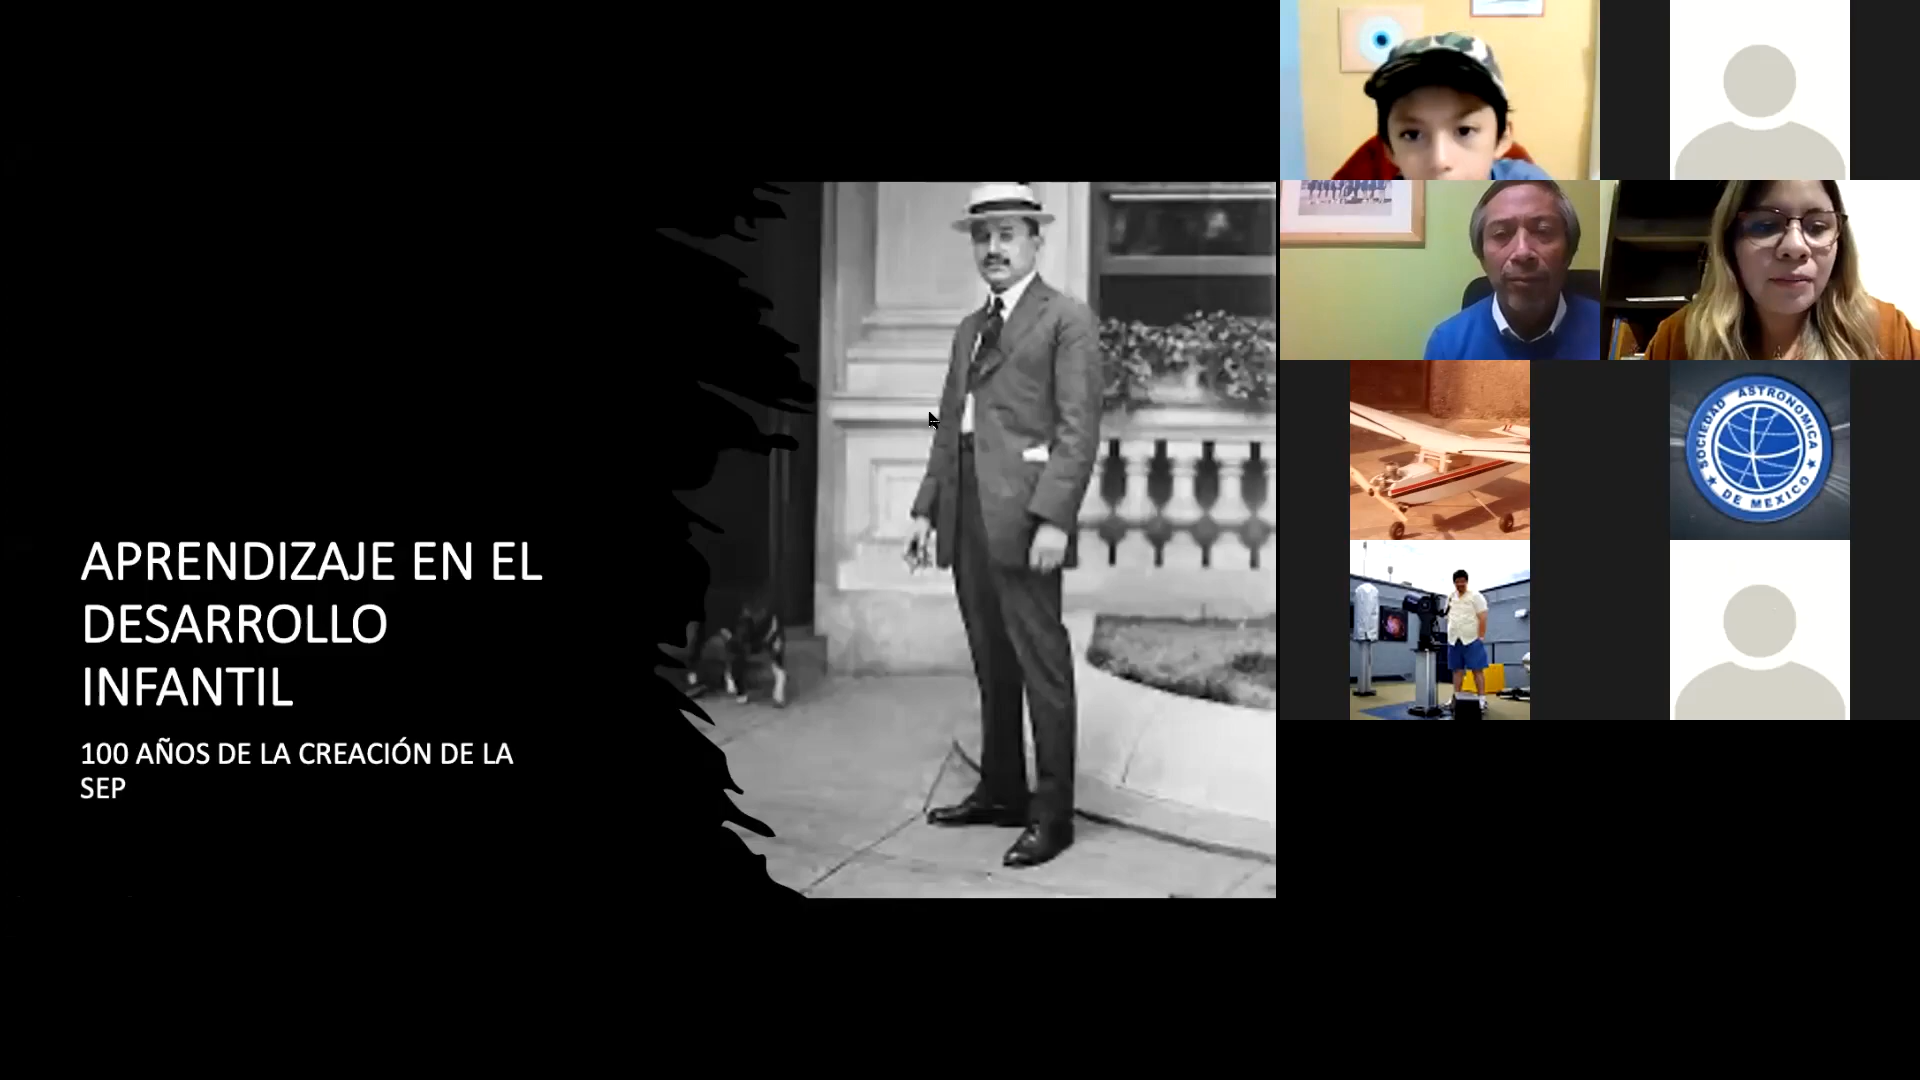 APRENDIZAJE EN EL
DESARROLLO
INFANTIL
100 AÑOS DE LA CREACIÓN DE LA
SEP
SOCIEDAD ASTRONOMICA
DE MEXICO